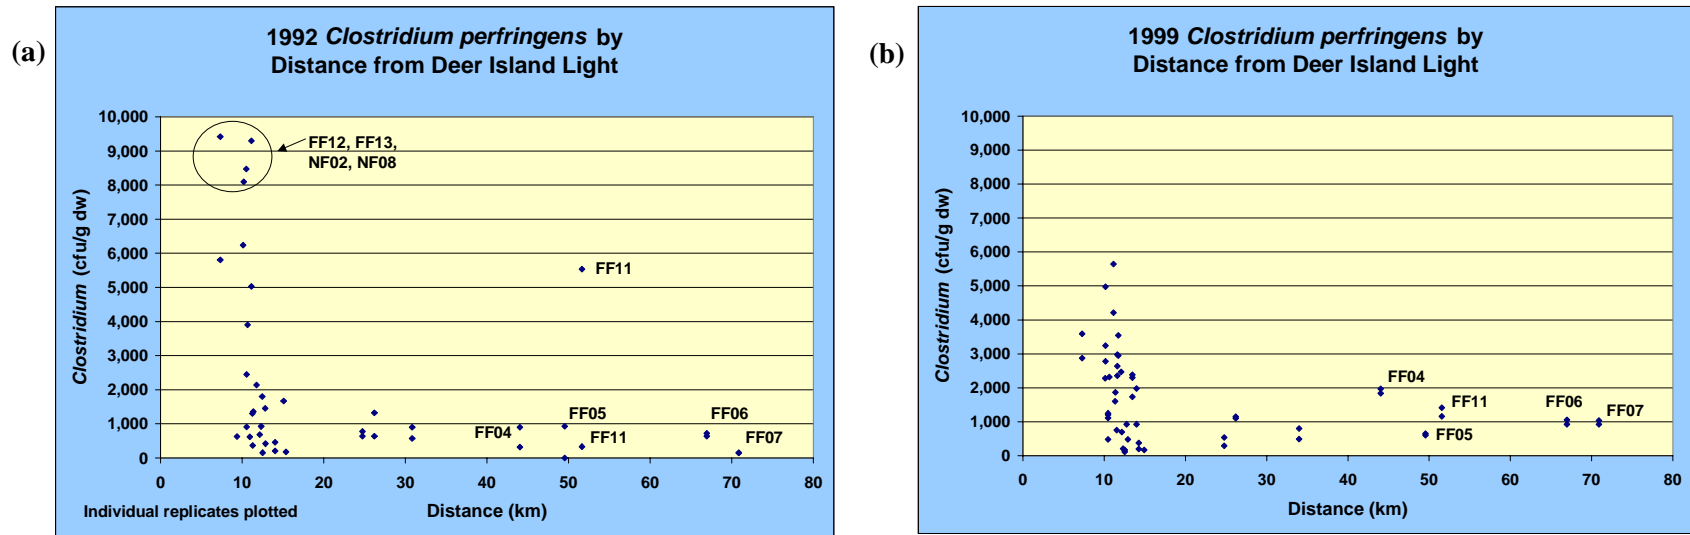 (a)
1992 Clostridium perfringens by
Distance from Deer Island Light
10,000
9,000
8,000
7,000
6,000
5,000
4,000
3,000
2,000
1,000
0
Clostridium (cfu/g dw)
FF12, FF13,
NF02, NF08
FF11
FF05
FF06
FF04
FF11
FF07
0 10 20 30 40 50 60 70 80
Individual replicates plotted
Distance (km)
(b)
1999 Clostridium perfringens by
Distance from Deer Island Light
10,000
9,000
8,000
7,000
6,000
5,000
4,000
3,000
2,000
1,000
0
Clostridium (cfu/g dw)
FF04
FF11
FF06
FF07
FF05
0 10 20 30 40 50 60 70 80
Distance (km)